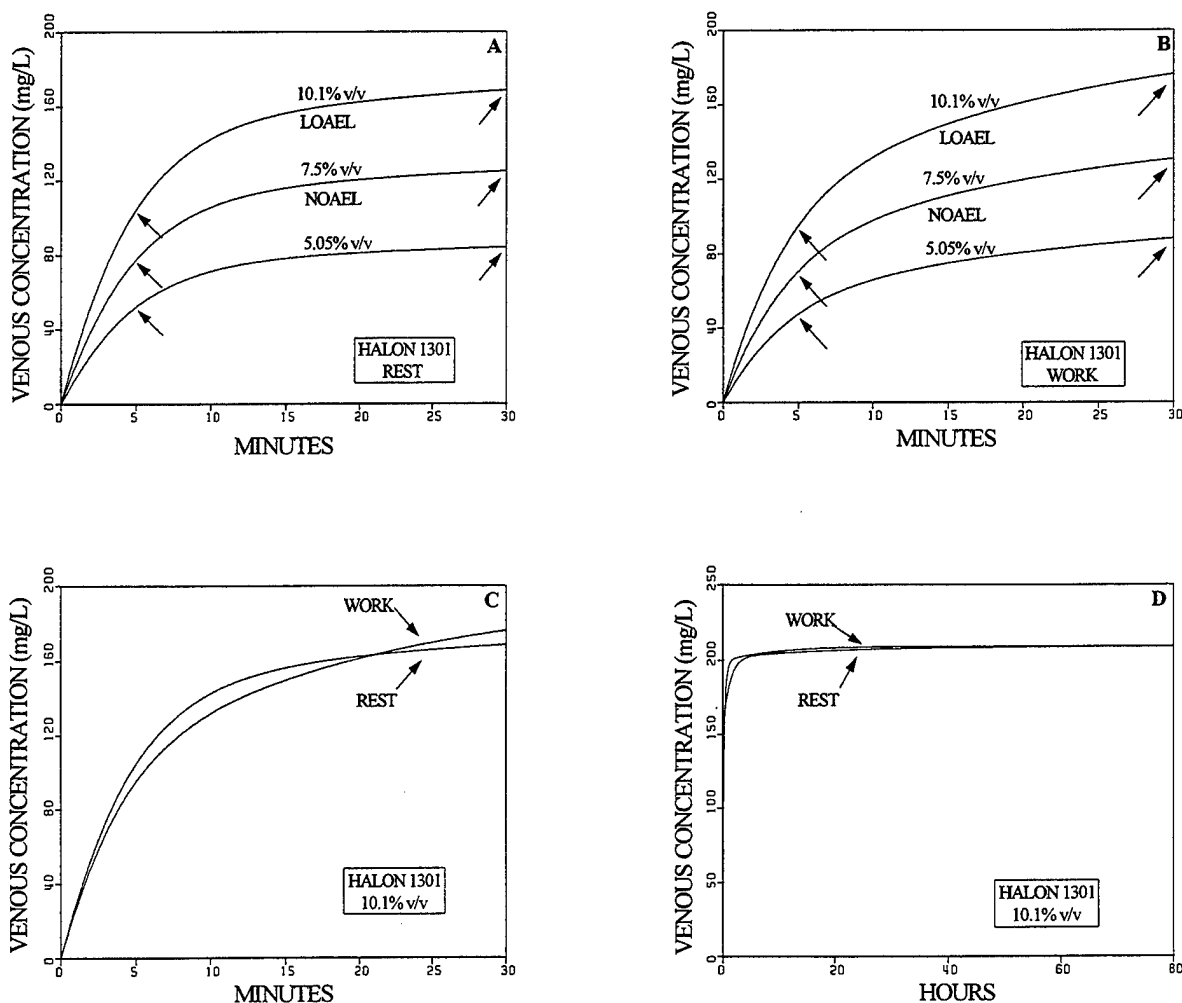 A
VENOUS CONCENTRATION (mg/L)
200
160
120
80
40
0
10.1% v/v
LOAEL
7.5% v/v
NOAEL
5.05% v/v
HALON 1301
REST
0 5 10 15 20 25 30
MINUTES
B
VENOUS CONCENTRATION (mg/L)
200
160
120
80
40
0
10.1% v/v
LOAEL
7.5% v/v
NOAEL
5.05% v/v
HALON 1301
WORK
0 5 10 15 20 25 30
MINUTES
C
VENOUS CONCENTRATION (mg/L)
200
160
120
80
40
0
WORK
REST
HALON 1301
10.1% v/v
0 5 10 15 20 25 30
MINUTES
D
VENOUS CONCENTRATION (mg/L)
250
200
150
100
50
0
WORK
REST
HALON 1301
10.1% v/v
0 20 40 60 80
HOURS